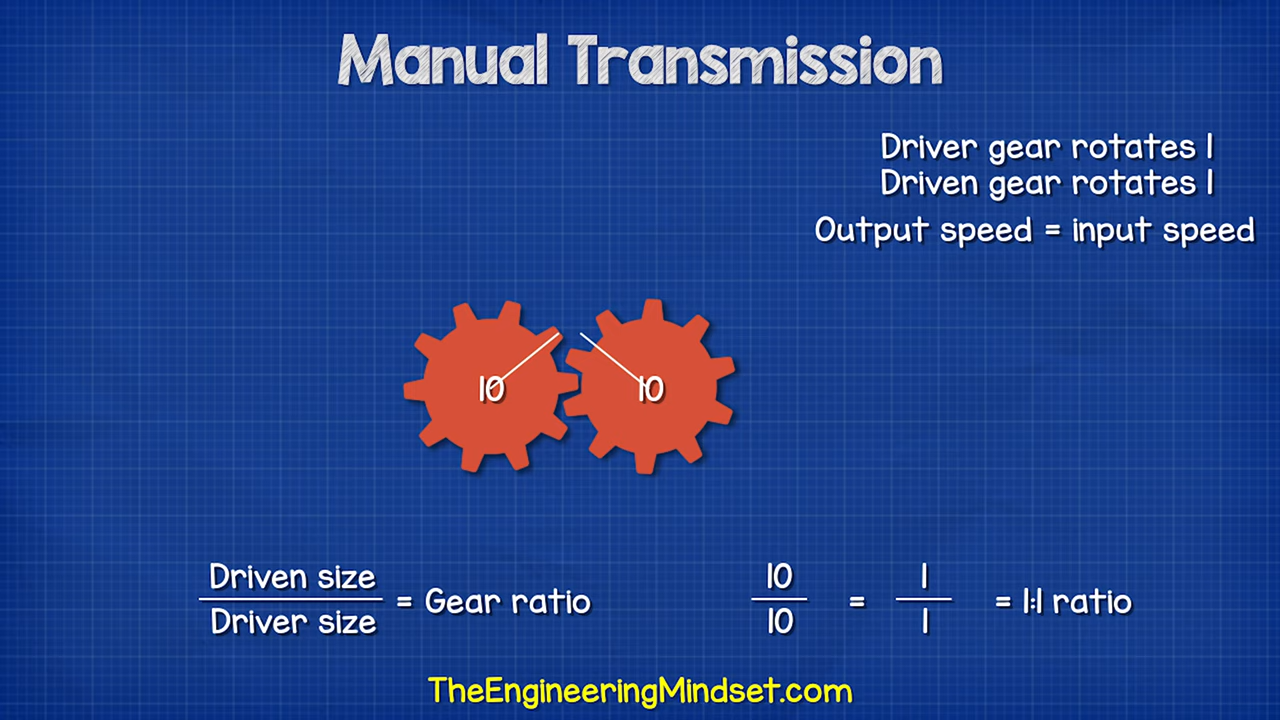 Manual Transmission
Driver gear rotates 1
Driven gear rotates 1
Output speed = input speed
10
10
Driven size
Driver size
= Gear ratio
10
10
=
1
1
= 1:1 ratio
TheEngineeringMindset.com